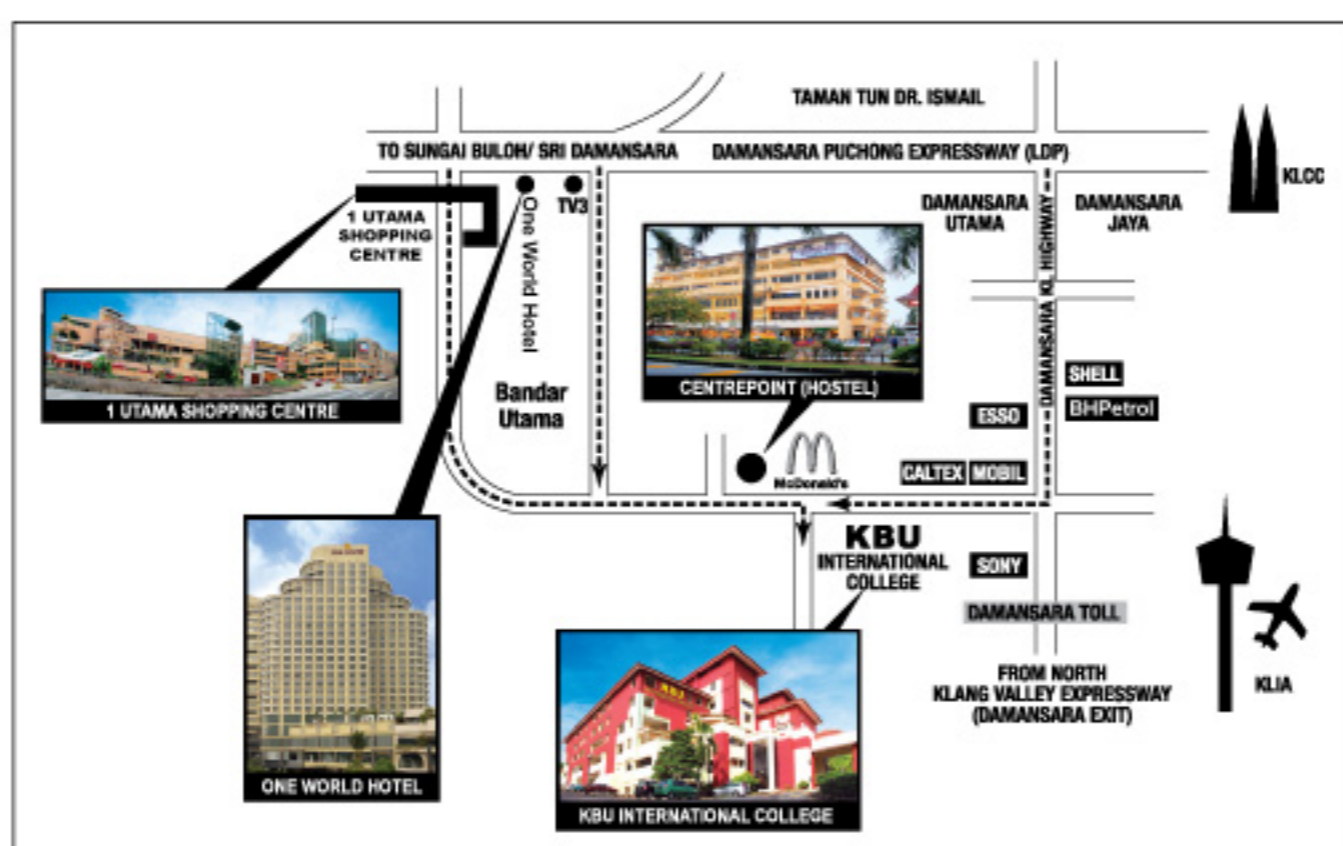 TAMAN TUN DR. ISMAIL
TO SUNGAI BULOH/ SRI DAMANSARA
DAMANSARA PUCHONG EXPRESSWAY (LDP)
KLCC
1 UTAMA
SHOPPING
CENTRE
One World Hotel
TV3
DAMANSARA
UTAMA
DAMANSARA
JAYA
DAMANSARA KL HIGHWAY
1 UTAMA SHOPPING CENTRE
CENTREPOINT (HOSTEL)
Bandar
Utama
SHELL
BHPetrol
ESSO
McDonald's
CALTEX
MOBIL
KBU
INTERNATIONAL
COLLEGE
SONY
DAMANSARA TOLL
FROM NORTH
KLANG VALLEY EXPRESSWAY
(DAMANSARA EXIT)
KLIA
ONE WORLD HOTEL
KBU
KBU INTERNATIONAL COLLEGE